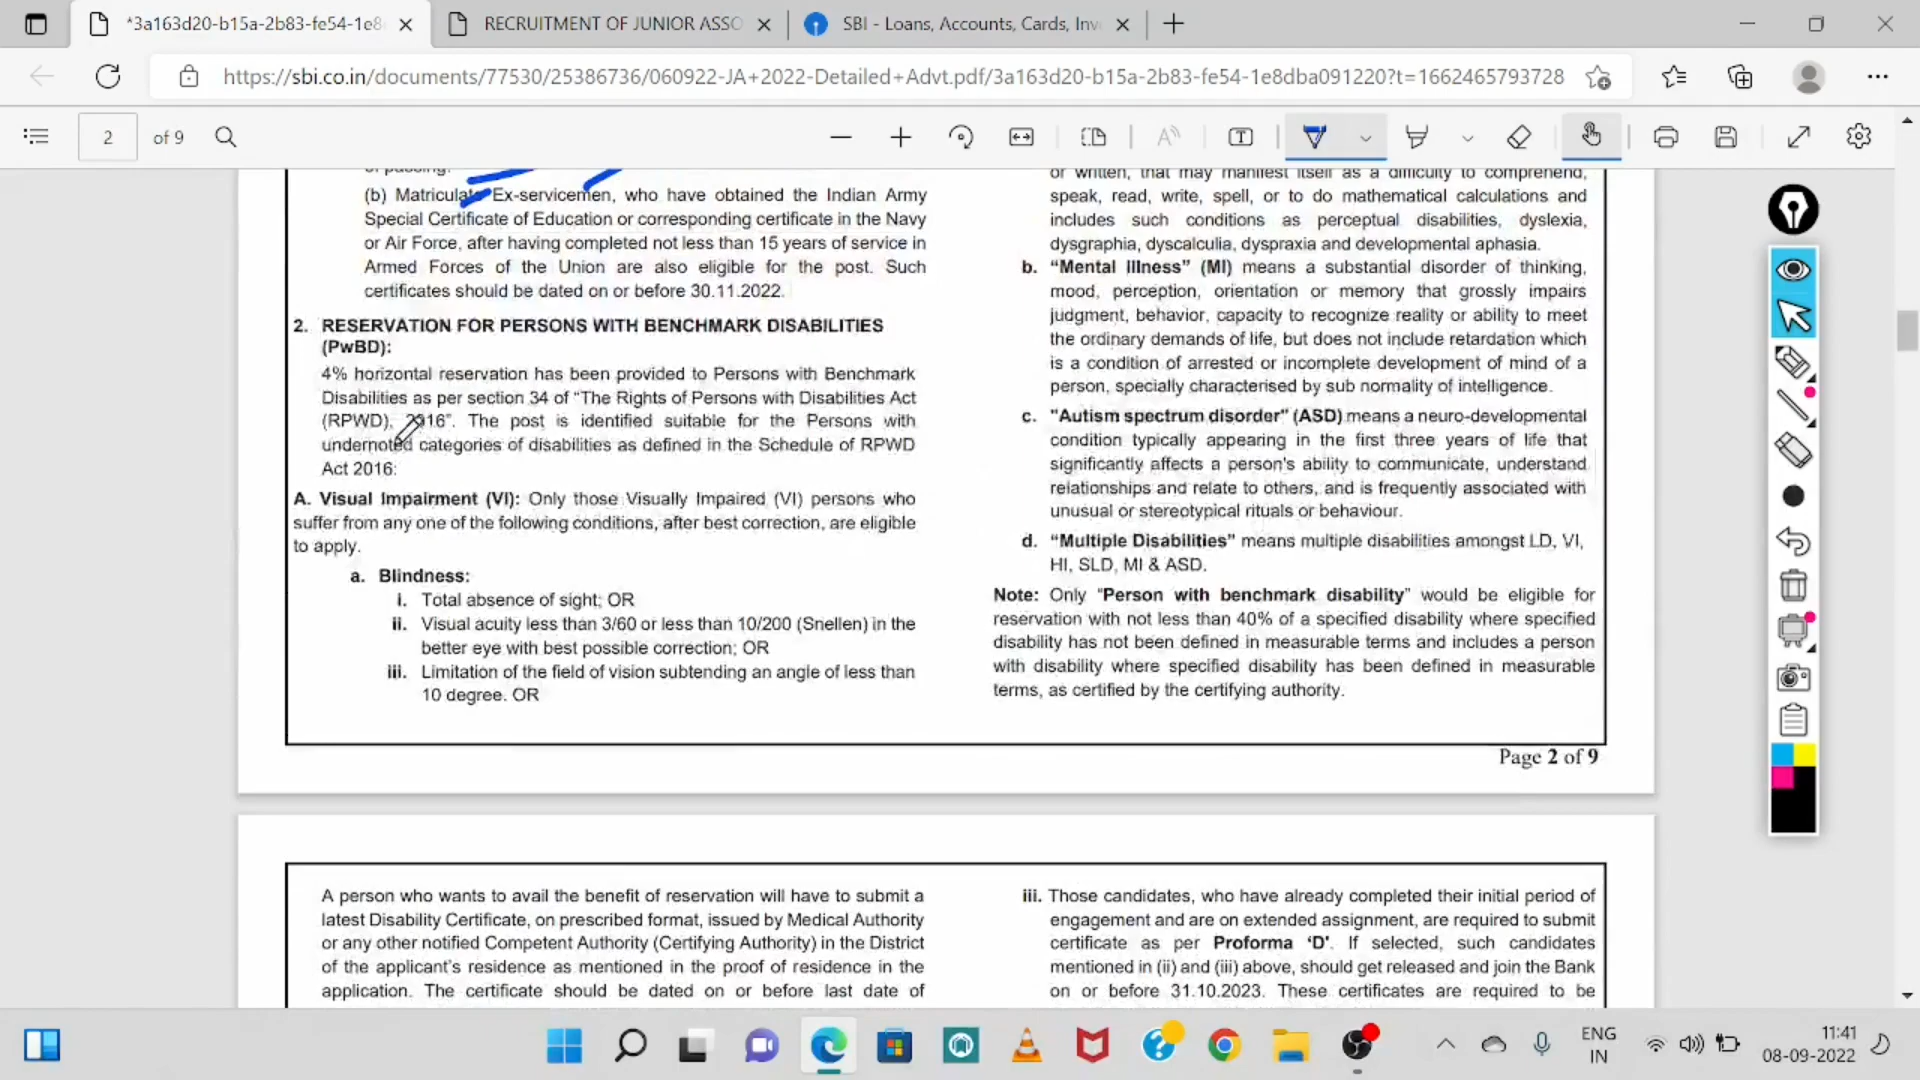 *3a163d20-b15a-2b83-fe54-1e8
RECRUITMENT OF JUNIOR ASSO
SBI - Loans, Accounts, Cards, Inv
https://sbi.co.in/documents/77530/25386736/060922-JA+2022-Detailed+Advt.pdf/3a163d20-b15a-2b83-fe54-1e8dba091220?t=1662465793728
2 of 9
of passing.
(b) Matriculate Ex-servicemen, who have obtained the Indian Army
Special Certificate of Education or corresponding certificate in the Navy
or Air Force, after having completed not less than 15 years of service in
Armed Forces of the Union are also eligible for the post. Such
certificates should be dated on or before 30.11.2022.
2. RESERVATION FOR PERSONS WITH BENCHMARK DISABILITIES
(PwBD):
4% horizontal reservation has been provided to Persons with Benchmark
Disabilities as per section 34 of "The Rights of Persons with Disabilities Act
(RPWD), 2016". The post is identified suitable for the Persons with
undernoted categories of disabilities as defined in the Schedule of RPWD
Act 2016:
A. Visual Impairment (VI): Only those Visually Impaired (VI) persons who
suffer from any one of the following conditions, after best correction, are eligible
to apply.
a. Blindness:
i. Total absence of sight; OR
ii. Visual acuity less than 3/60 or less than 10/200 (Snellen) in the
better eye with best possible correction; OR
iii. Limitation of the field of vision subtending an angle of less than
10 degree. OR
or written, that may manifest itself as a difficulty to comprehend,
speak, read, write, spell, or to do mathematical calculations and
includes such conditions as perceptual disabilities, dyslexia,
dysgraphia, dyscalculia, dyspraxia and developmental aphasia.
b. "Mental Illness" (MI) means a substantial disorder of thinking,
mood, perception, orientation or memory that grossly impairs
judgment, behavior, capacity to recognize reality or ability to meet
the ordinary demands of life, but does not include retardation which
is a condition of arrested or incomplete development of mind of a
person, specially characterised by sub normality of intelligence.
c. "Autism spectrum disorder" (ASD) means a neuro-developmental
condition typically appearing in the first three years of life that
significantly affects a person's ability to communicate, understand
relationships and relate to others, and is frequently associated with
unusual or stereotypical rituals or behaviour.
d. "Multiple Disabilities" means multiple disabilities amongst LD, VI,
HI, SLD, MI & ASD.
Note: Only "Person with benchmark disability" would be eligible for
reservation with not less than 40% of a specified disability where specified
disability has not been defined in measurable terms and includes a person
with disability where specified disability has been defined in measurable
terms, as certified by the certifying authority.
Page 2 of 9
A person who wants to avail the benefit of reservation will have to submit a
latest Disability Certificate, on prescribed format, issued by Medical Authority
or any other notified Competent Authority (Certifying Authority) in the District
of the applicant's residence as mentioned in the proof of residence in the
application. The certificate should be dated on or before last date of
iii. Those candidates, who have already completed their initial period of
engagement and are on extended assignment, are required to submit
certificate as per Proforma 'D'. If selected, such candidates
mentioned in (ii) and (iii) above, should get released and join the Bank
on or before 31.10.2023. These certificates are required to be
ENG
IN
11:41
08-09-2022